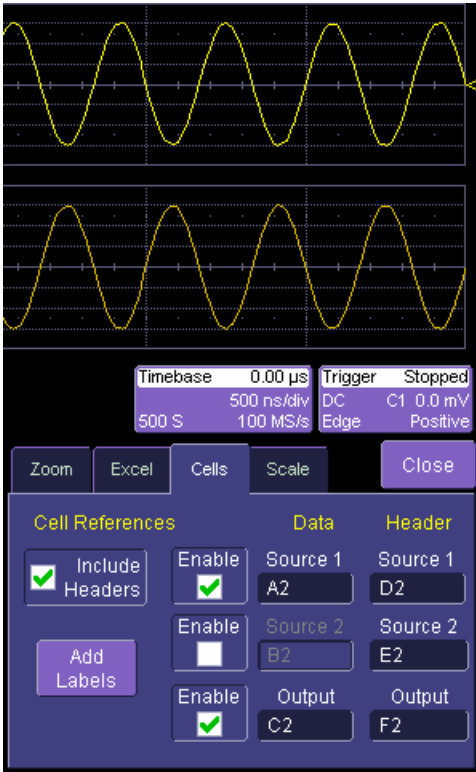 Timebase 0.00 µs
500 ns/div
500 S 100 MS/s
Trigger Stopped
DC C1 0.0 mV
Edge Positive
Zoom Excel Cells Scale Close
Cell References Data Header
Include Headers
Enable
Source 1
A2
Source 1
D2
Add Labels
Enable
Source 2
B2
Source 2
E2
Enable
Output
C2
Output
F2